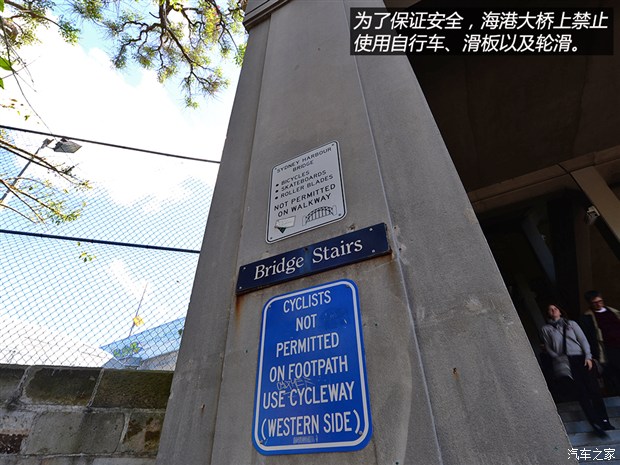 为了保证安全，海港大桥上禁止
使用自行车、滑板以及轮滑。
SYDNEY HARBOUR
BRIDGE
• BICYCLES
• SKATEBOARDS
• ROLLER BLADES
NOT PERMITTED
ON WALKWAY
Bridge Stairs
CYCLISTS
NOT
PERMITTED
ON FOOTPATH
USE CYCLEWAY
(WESTERN SIDE)
汽车之家